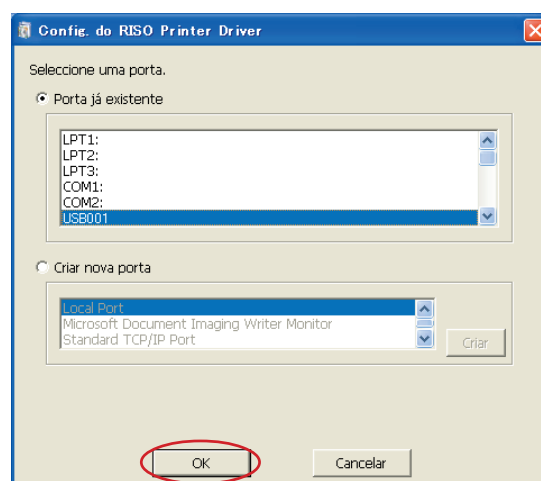 Config. do RISO Printer Driver
Seleccione uma porta.
Porta já existente
LPT1:
LPT2:
LPT3:
COM1:
COM2:
USB001
Criar nova porta
Local Port
Microsoft Document Imaging Writer Monitor
Standard TCP/IP Port
Criar
OK Cancelar